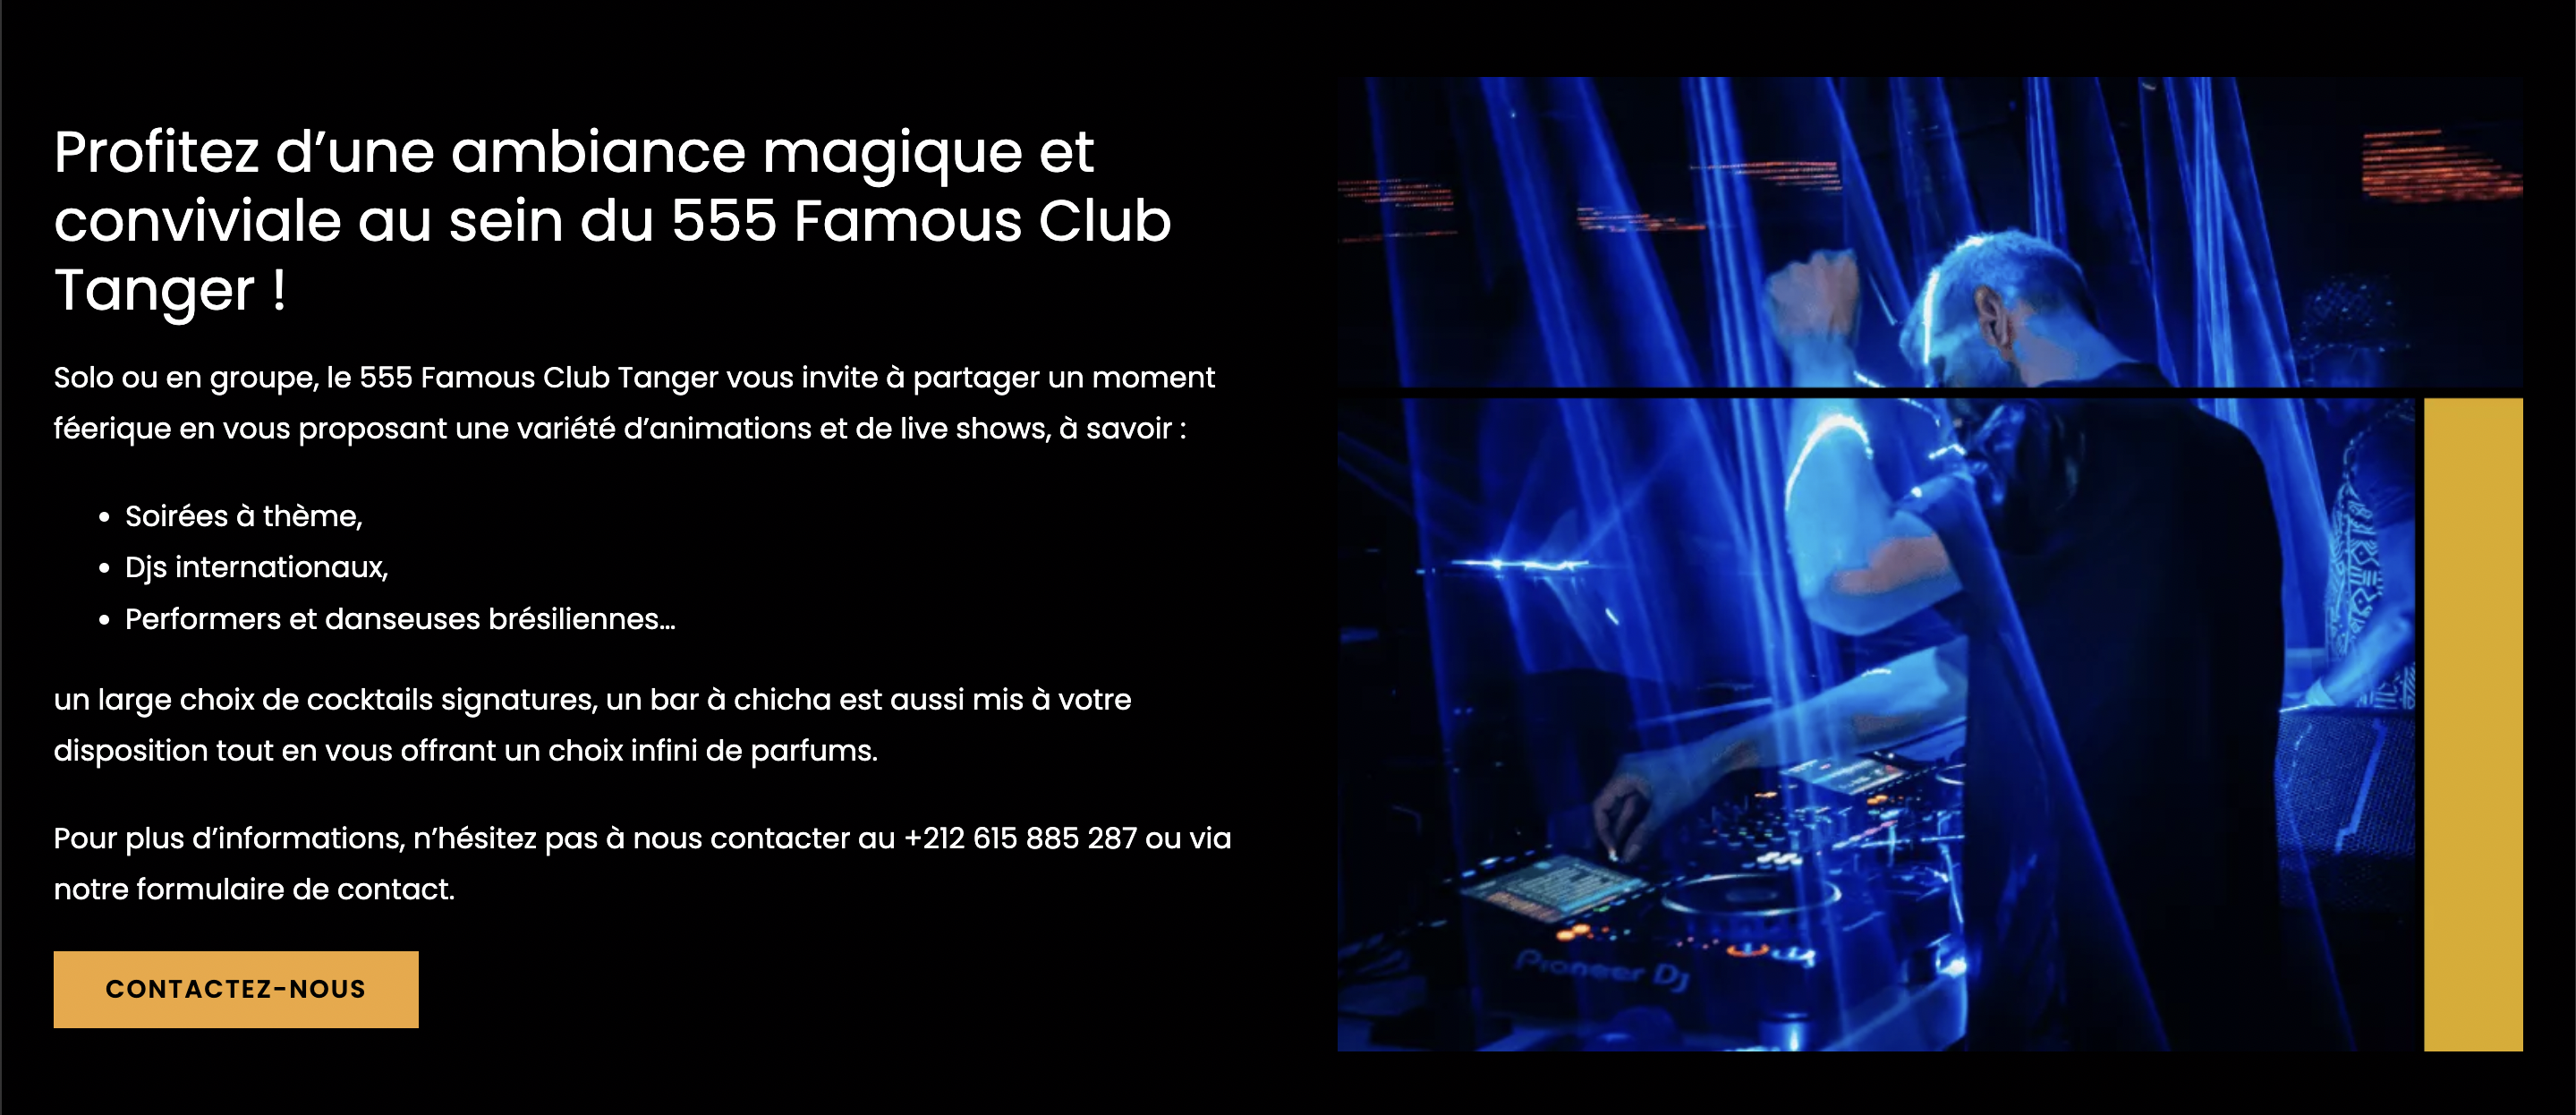 Profitez d’une ambiance magique et
conviviale au sein du 555 Famous Club
Tanger !
Solo ou en groupe, le 555 Famous Club Tanger vous invite à partager un moment
féerique en vous proposant une variété d’animations et de live shows, à savoir :
• Soirées à thème,
• Djs internationaux,
• Performers et danseuses brésiliennes…
un large choix de cocktails signatures, un bar à chicha est aussi mis à votre
disposition tout en vous offrant un choix infini de parfums.
Pour plus d’informations, n’hésitez pas à nous contacter au +212 615 885 287 ou via
notre formulaire de contact.
CONTACTEZ-NOUS
Pioneer Dj